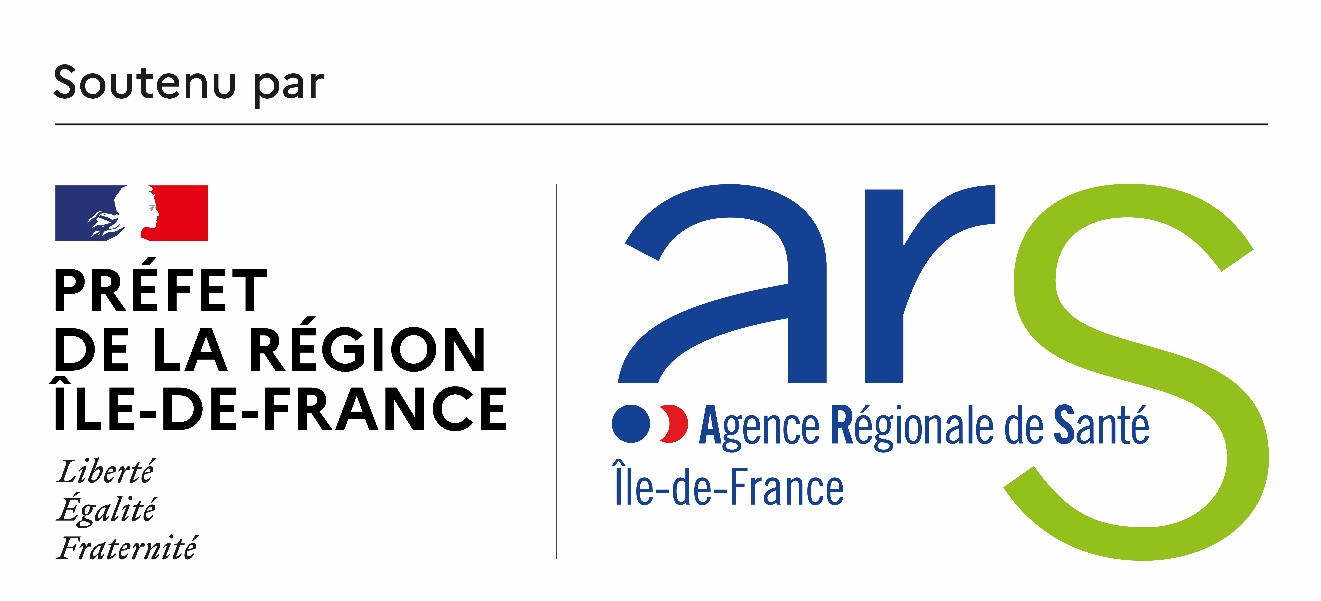 Soutenu par
PRÉFET
DE LA RÉGION
ÎLE-DE-FRANCE
Liberté
Égalité
Fraternité
ars
Agence Régionale de Santé
Île-de-France